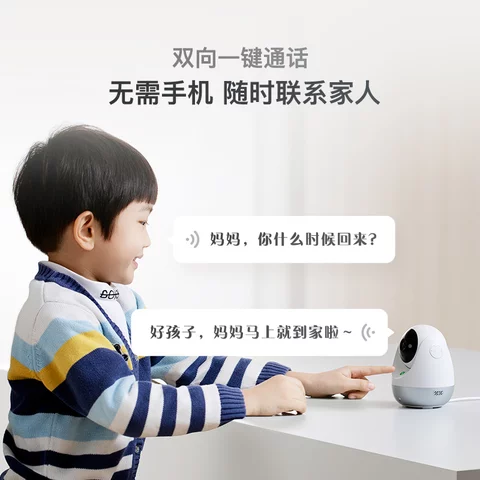 双向一键通话
无需手机 随时联系家人
妈妈，你什么时候回来？
好孩子，妈妈马上就到家啦～